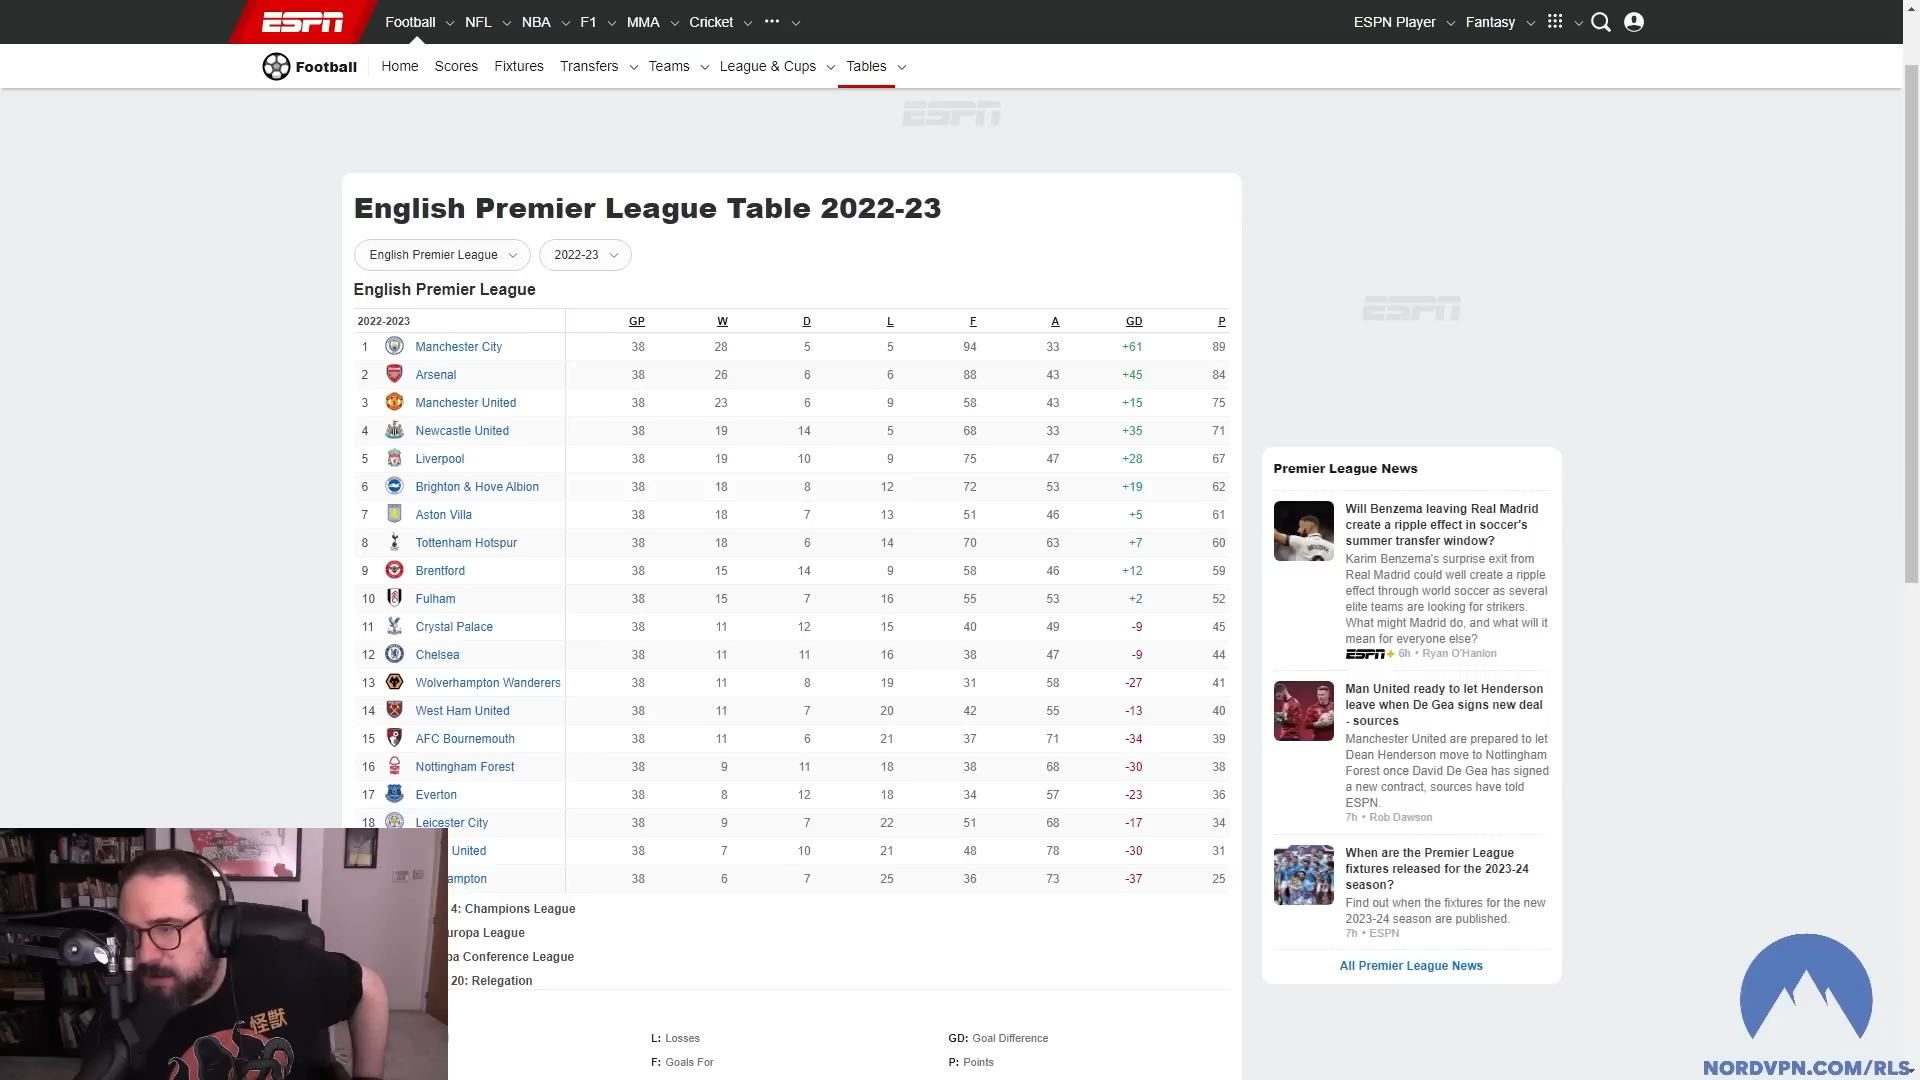 ESPN Football NFL NBA F1 MMA Cricket ESPN Player Fantasy
Football Home Scores Fixtures Transfers Teams League & Cups Tables
ESPN
English Premier League Table 2022-23
English Premier League 2022-23
English Premier League
2022-2023 GP W D L F A GD P
1 Manchester City 38 28 5 5 94 33 +61 89
2 Arsenal 38 26 6 6 88 43 +45 84
3 Manchester United 38 23 6 9 58 43 +15 75
4 Newcastle United 38 19 14 5 68 33 +35 71
5 Liverpool 38 19 10 9 75 47 +28 67
6 Brighton & Hove Albion 38 18 8 12 72 53 +19 62
7 Aston Villa 38 18 7 13 51 46 +5 61
8 Tottenham Hotspur 38 18 6 14 70 63 +7 60
9 Brentford 38 15 14 9 58 46 +12 59
10 Fulham 38 15 7 16 55 53 +2 52
11 Crystal Palace 38 11 12 15 40 49 -9 45
12 Chelsea 38 11 11 16 38 47 -9 44
13 Wolverhampton Wanderers 38 11 8 19 31 58 -27 41
14 West Ham United 38 11 7 20 42 55 -13 40
15 AFC Bournemouth 38 11 6 21 37 71 -34 39
16 Nottingham Forest 38 9 11 18 38 68 -30 38
17 Everton 38 8 12 18 34 57 -23 36
18 Leicester City 38 9 7 22 51 68 -17 34
United 38 7 10 21 48 78 -30 31
ampton 38 6 7 25 36 73 -37 25
4: Champions League
uropa League
pa Conference League
20: Relegation
L: Losses GD: Goal Difference
F: Goals For P: Points
ESPN
Premier League News
Will Benzema leaving Real Madrid
create a ripple effect in soccer's
summer transfer window?
Karim Benzema's surprise exit from
Real Madrid could well create a ripple
effect through world soccer as several
elite teams are looking for strikers.
What might Madrid do, and what will it
mean for everyone else?
ESPN+ 6h • Ryan O'Hanlon
Man United ready to let Henderson
leave when De Gea signs new deal
- sources
Manchester United are prepared to let
Dean Henderson move to Nottingham
Forest once David De Gea has signed
a new contract, sources have told
ESPN.
7h • Rob Dawson
When are the Premier League
fixtures released for the 2023-24
season?
Find out when the fixtures for the new
2023-24 season are published.
7h • ESPN
All Premier League News
怪獣
NORDVPN.COM/RLS